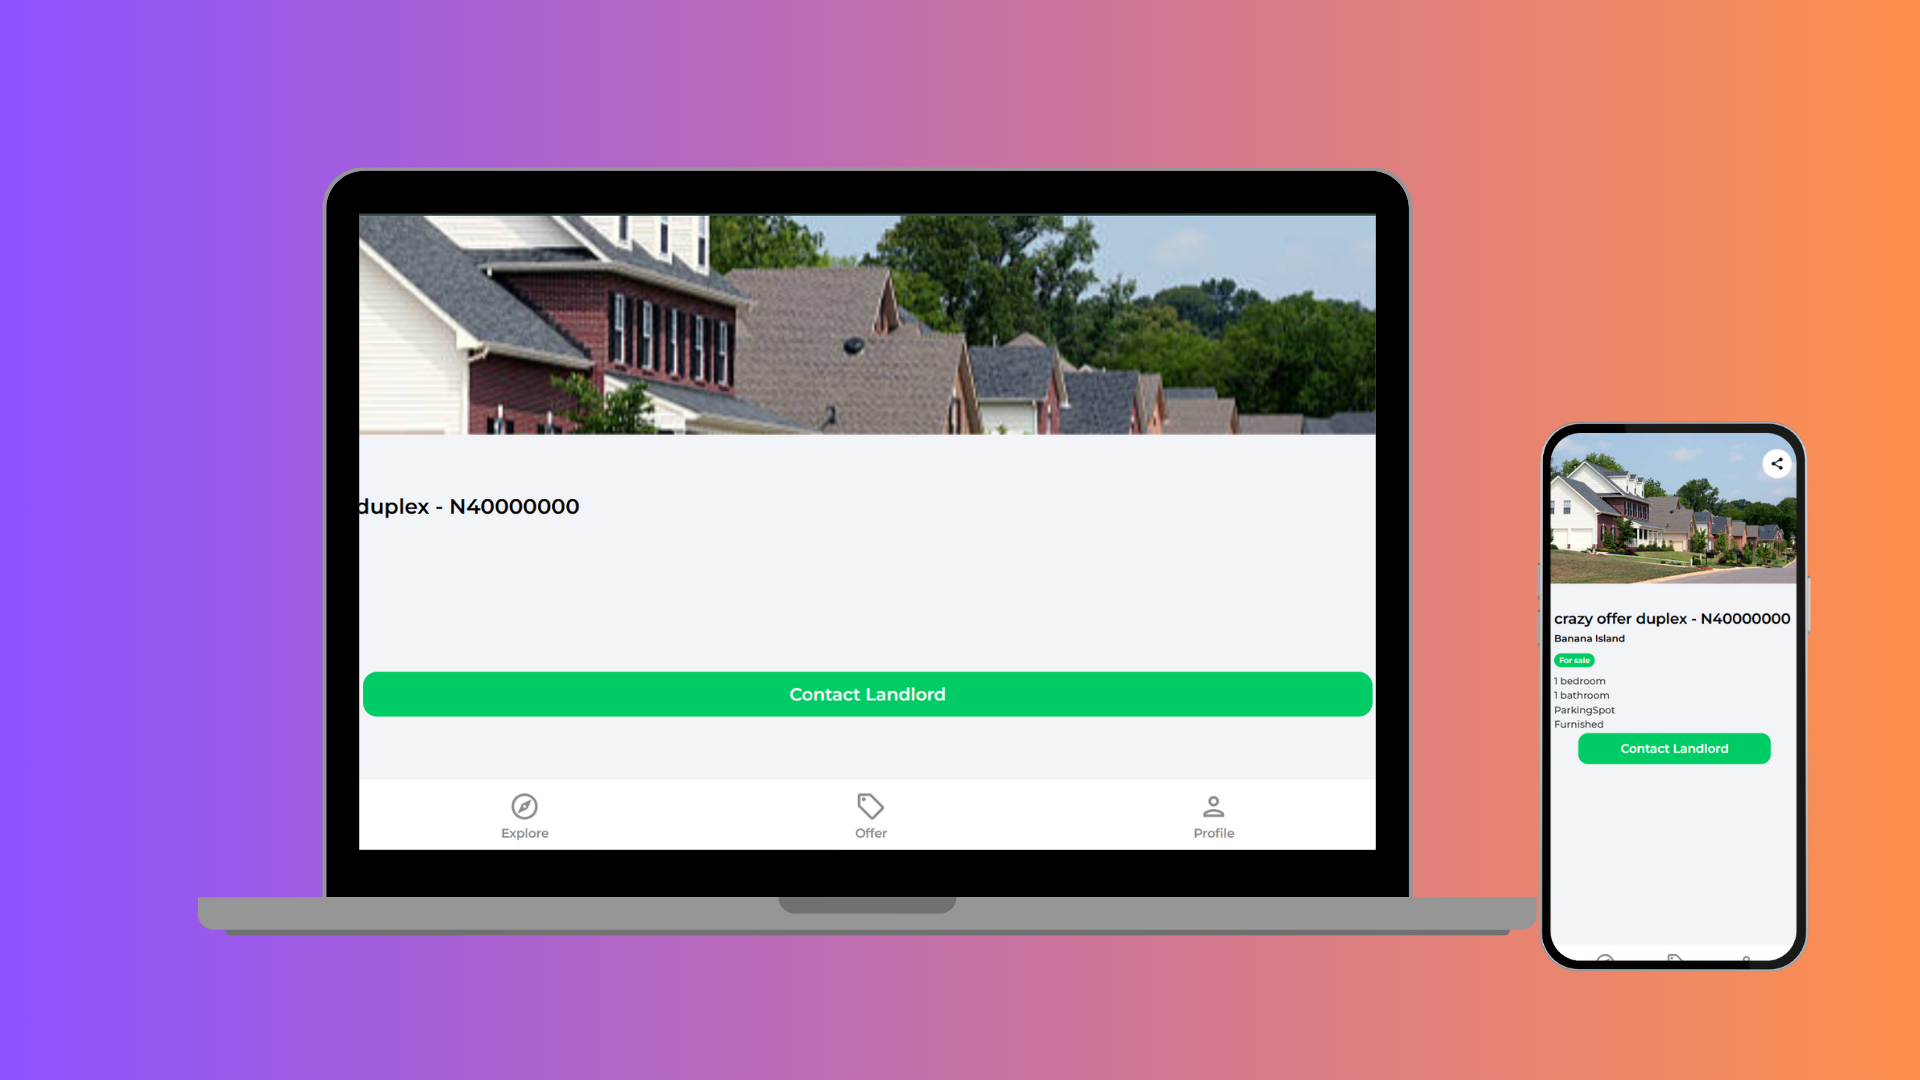 duplex - N40000000
Contact Landlord
Explore
Offer
Profile
crazy offer duplex - N40000000
Banana Island
For sale
1 bedroom
1 bathroom
ParkingSpot
Furnished
Contact Landlord